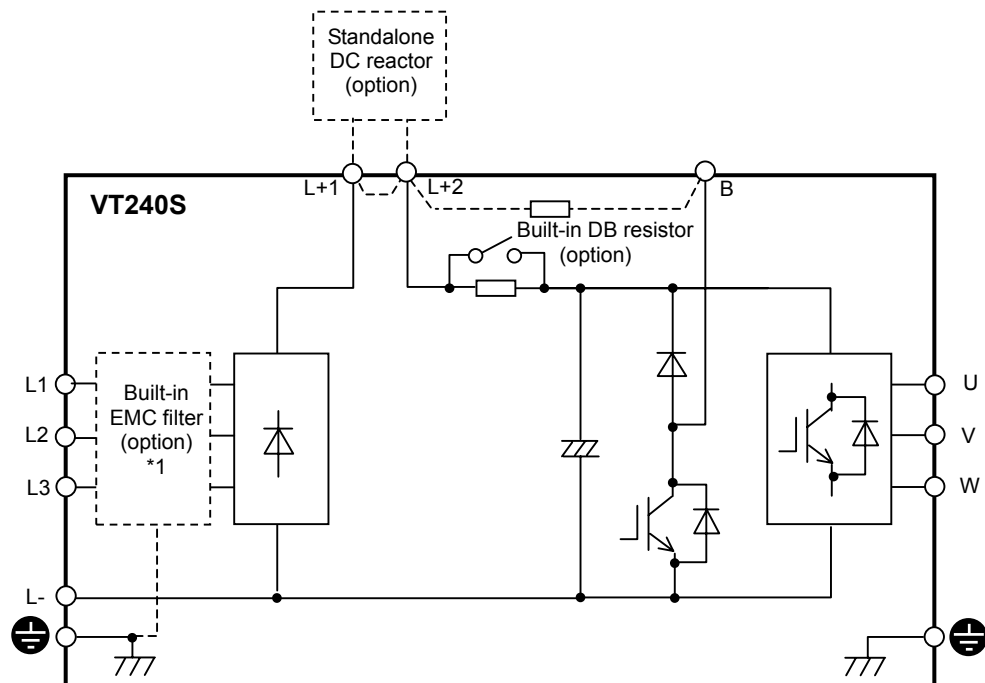 Standalone
DC reactor
(option)
L+1
L+2
B
VT240S
Built-in DB resistor
(option)
L1
L2
L3
Built-in
EMC filter
(option)
*1
U
V
W
L-